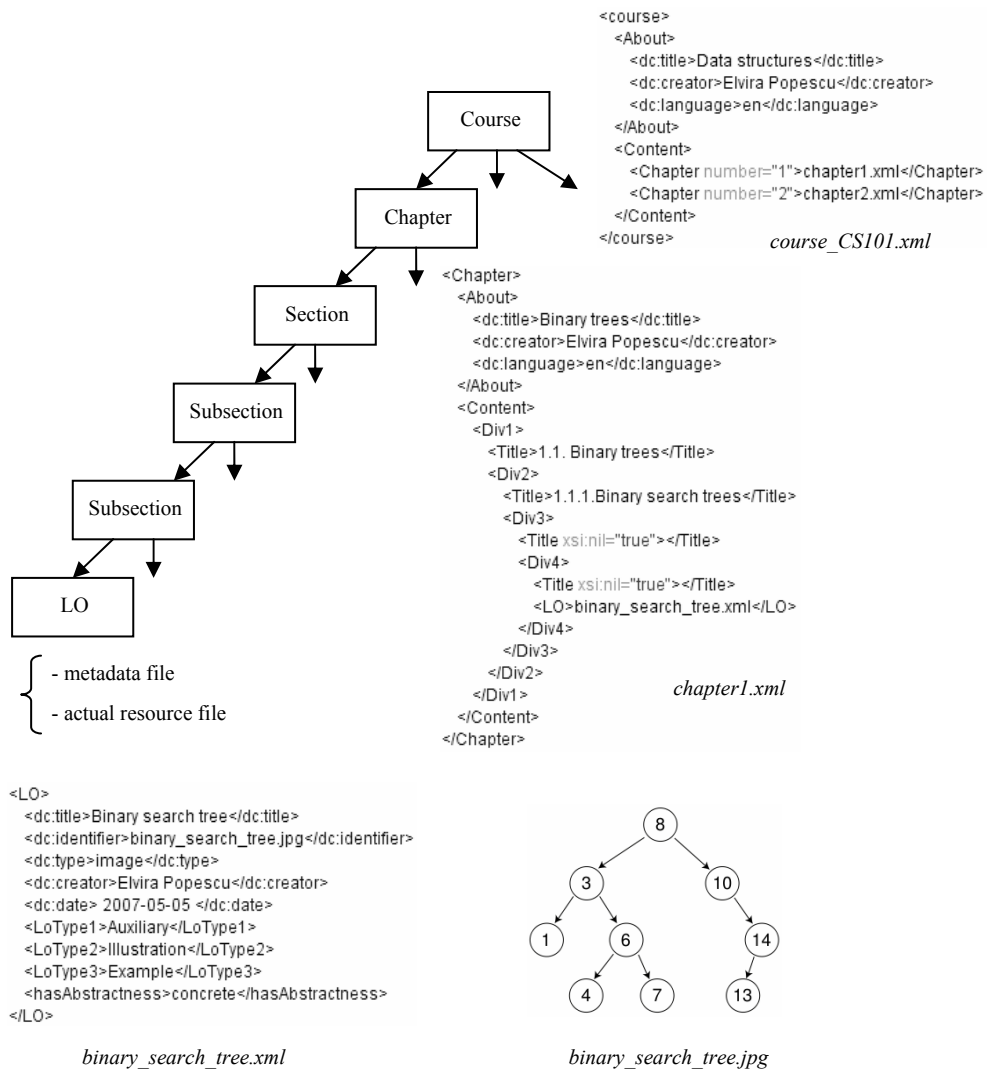 <course>
<About>
<dc:title>Data structures</dc:title>
<dc:creator>Elvira Popescu</dc:creator>
<dc:language>en</dc:language>
</About>
<Content>
<Chapter number="1">chapter1.xml</Chapter>
<Chapter number="2">chapter2.xml</Chapter>
</Content>
</course>
course_CS101.xml
Course
Chapter
Section
Subsection
Subsection
LO
- metadata file
- actual resource file
<Chapter>
<About>
<dc:title>Binary trees</dc:title>
<dc:creator>Elvira Popescu</dc:creator>
<dc:language>en</dc:language>
</About>
<Content>
<Div1>
<Title>1.1. Binary trees</Title>
<Div2>
<Title>1.1.1.Binary search trees</Title>
<Div3>
<Title xsi:nil="true"></Title>
<Div4>
<Title xsi:nil="true"></Title>
<LO>binary_search_tree.xml</LO>
</Div4>
</Div3>
</Div2>
</Div1>
</Content>
</Chapter>
chapter1.xml
<LO>
<dc:title>Binary search tree</dc:title>
<dc:identifier>binary_search_tree.jpg</dc:identifier>
<dc:type>image</dc:type>
<dc:creator>Elvira Popescu</dc:creator>
<dc:date> 2007-05-05 </dc:date>
<LoType1>Auxiliary</LoType1>
<LoType2>Illustration</LoType2>
<LoType3>Example</LoType3>
<hasAbstractness>concrete</hasAbstractness>
</LO>
binary_search_tree.xml
8
3 10
1 6 14
4 7 13
binary_search_tree.jpg